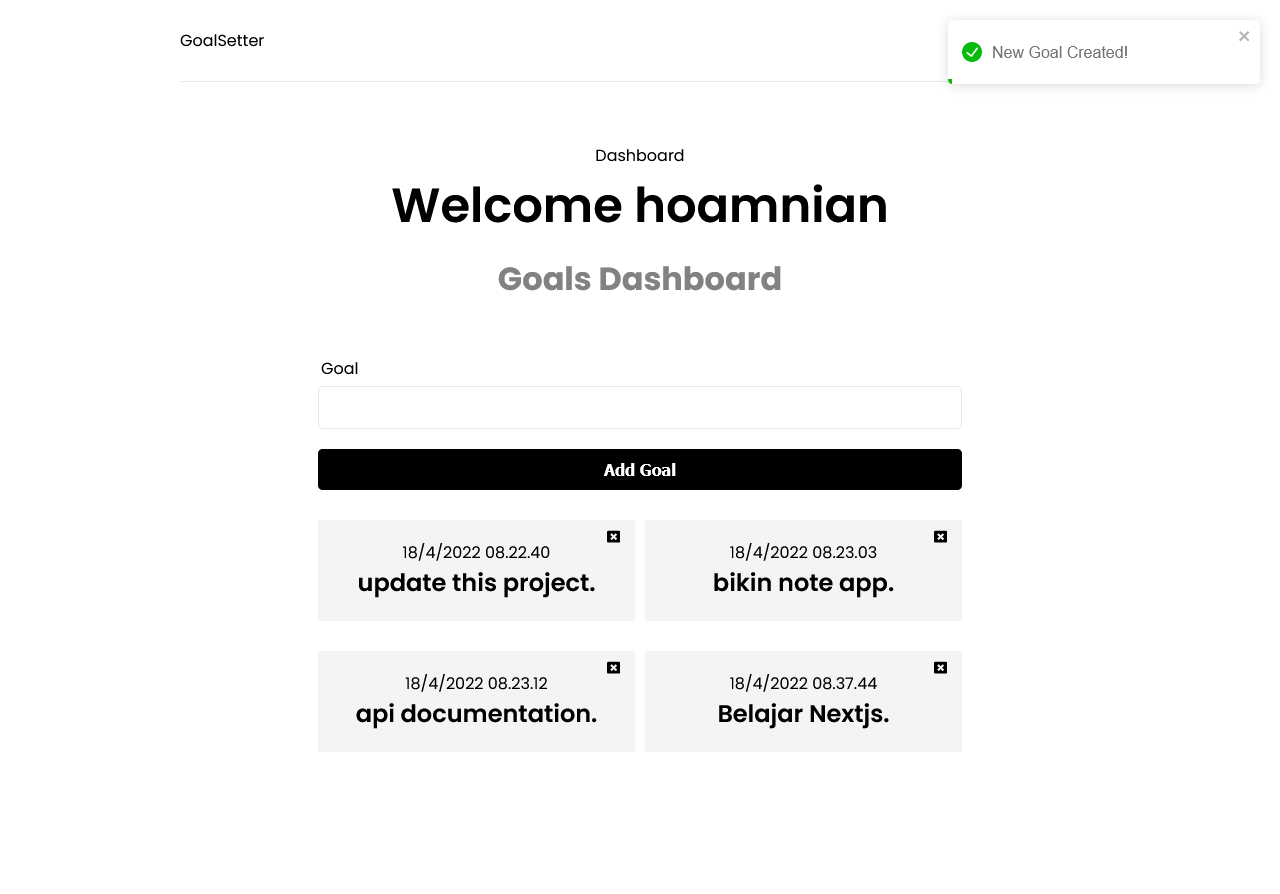 GoalSetter
New Goal Created!
Dashboard
Welcome hoamnian
Goals Dashboard
Goal
Add Goal
18/4/2022 08.22.40
update this project.
18/4/2022 08.23.03
bikin note app.
18/4/2022 08.23.12
api documentation.
18/4/2022 08.37.44
Belajar Nextjs.